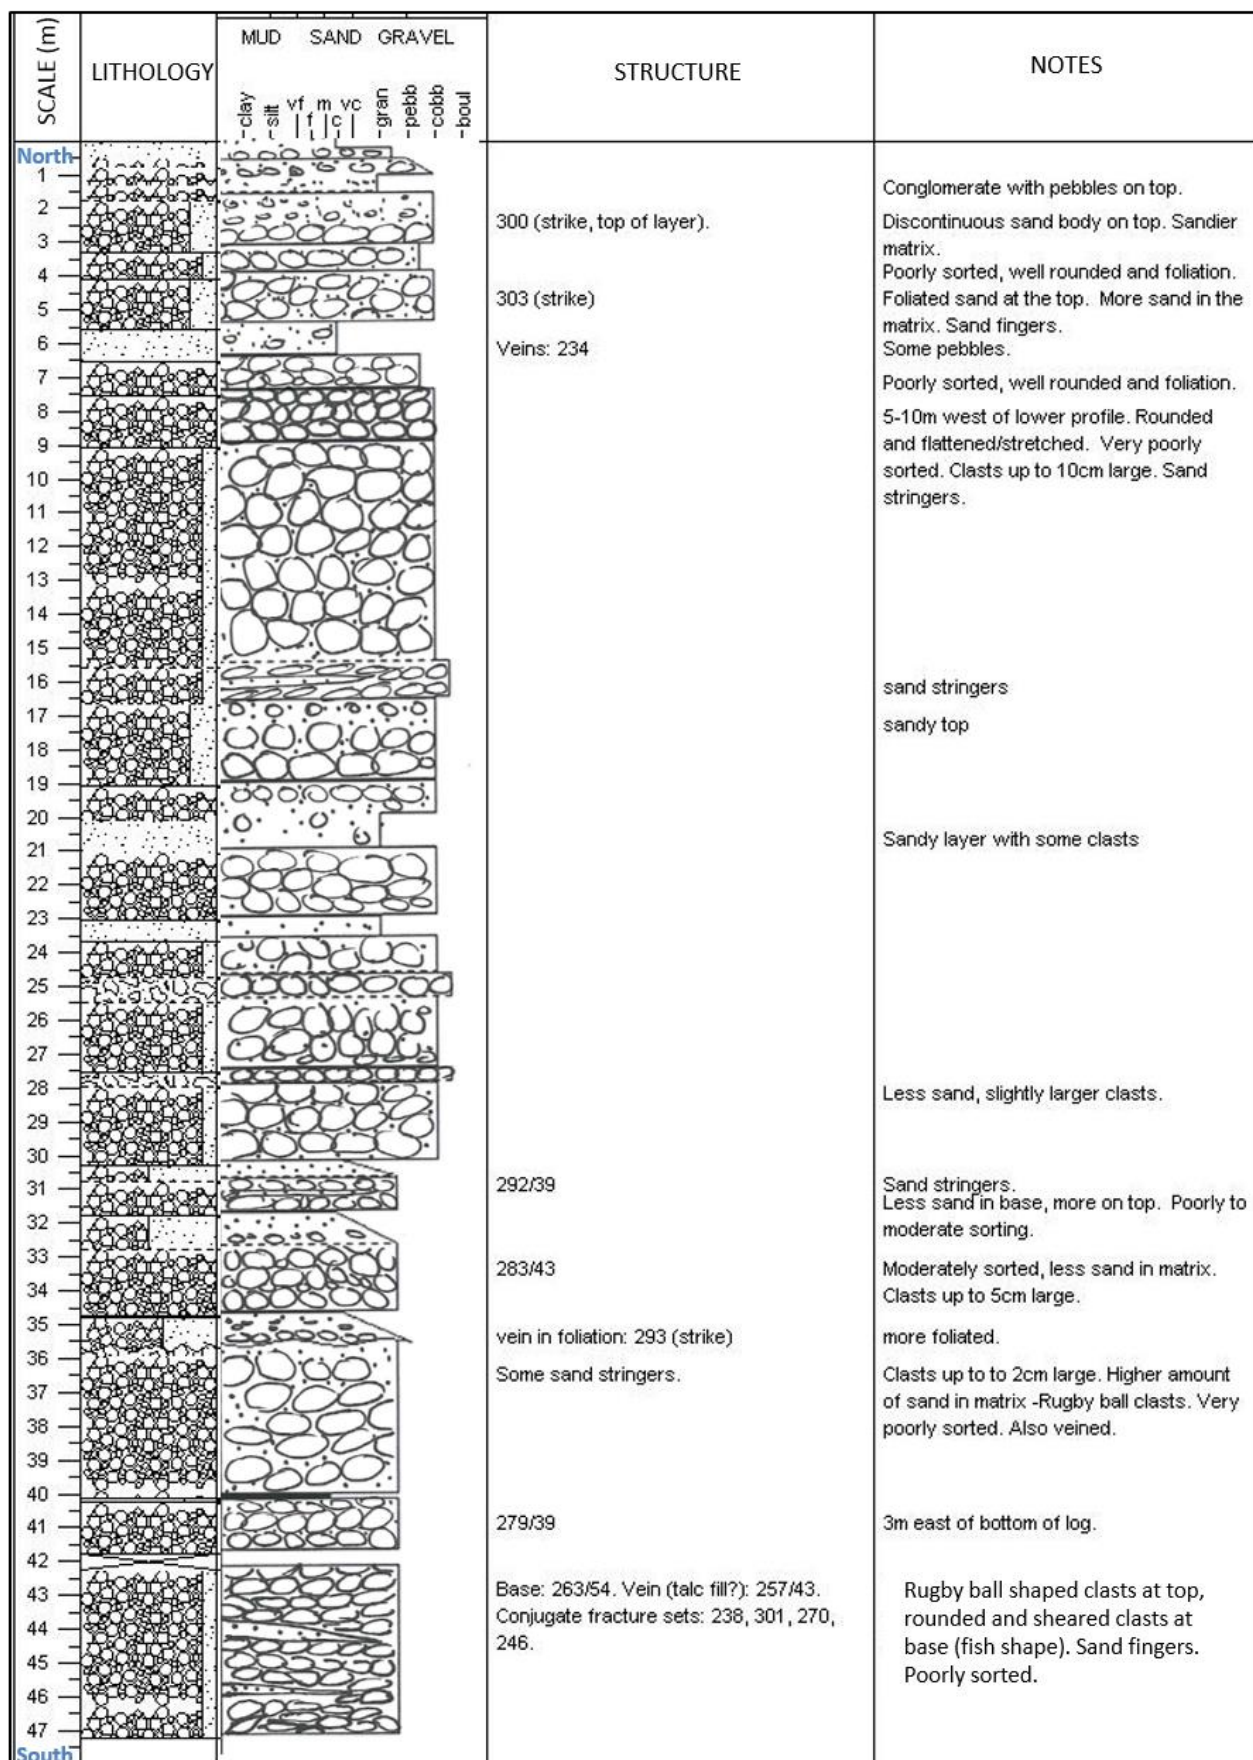 SCALE (m)
LITHOLOGY
MUD SAND GRAVEL
clay
silt
vf
f
m
c
vc
gran
pebb
cobb
boul
STRUCTURE
NOTES
North
1
2
3
4
5
6
7
8
9
10
11
12
13
14
15
16
17
18
19
20
21
22
23
24
25
26
27
28
29
30
31
32
33
34
35
36
37
38
39
40
41
42
43
44
45
46
47
South
300 (strike, top of layer).
303 (strike)
Veins: 234
292/39
283/43
vein in foliation: 293 (strike)
Some sand stringers.
279/39
Base: 263/54. Vein (talc fill?): 257/43.
Conjugate fracture sets: 238, 301, 270,
246.
Conglomerate with pebbles on top.
Discontinuous sand body on top. Sandier
matrix.
Poorly sorted, well rounded and foliation.
Foliated sand at the top. More sand in the
matrix. Sand fingers.
Some pebbles.
Poorly sorted, well rounded and foliation.
5-10m west of lower profile. Rounded
and flattened/stretched. Very poorly
sorted. Clasts up to 10cm large. Sand
stringers.
sand stringers
sandy top
Sandy layer with some clasts
Less sand, slightly larger clasts.
Sand stringers.
Less sand in base, more on top. Poorly to
moderate sorting.
Moderately sorted, less sand in matrix.
Clasts up to 5cm large.
more foliated.
Clasts up to to 2cm large. Higher amount
of sand in matrix -Rugby ball clasts. Very
poorly sorted. Also veined.
3m east of bottom of log.
Rugby ball shaped clasts at top,
rounded and sheared clasts at
base (fish shape). Sand fingers.
Poorly sorted.